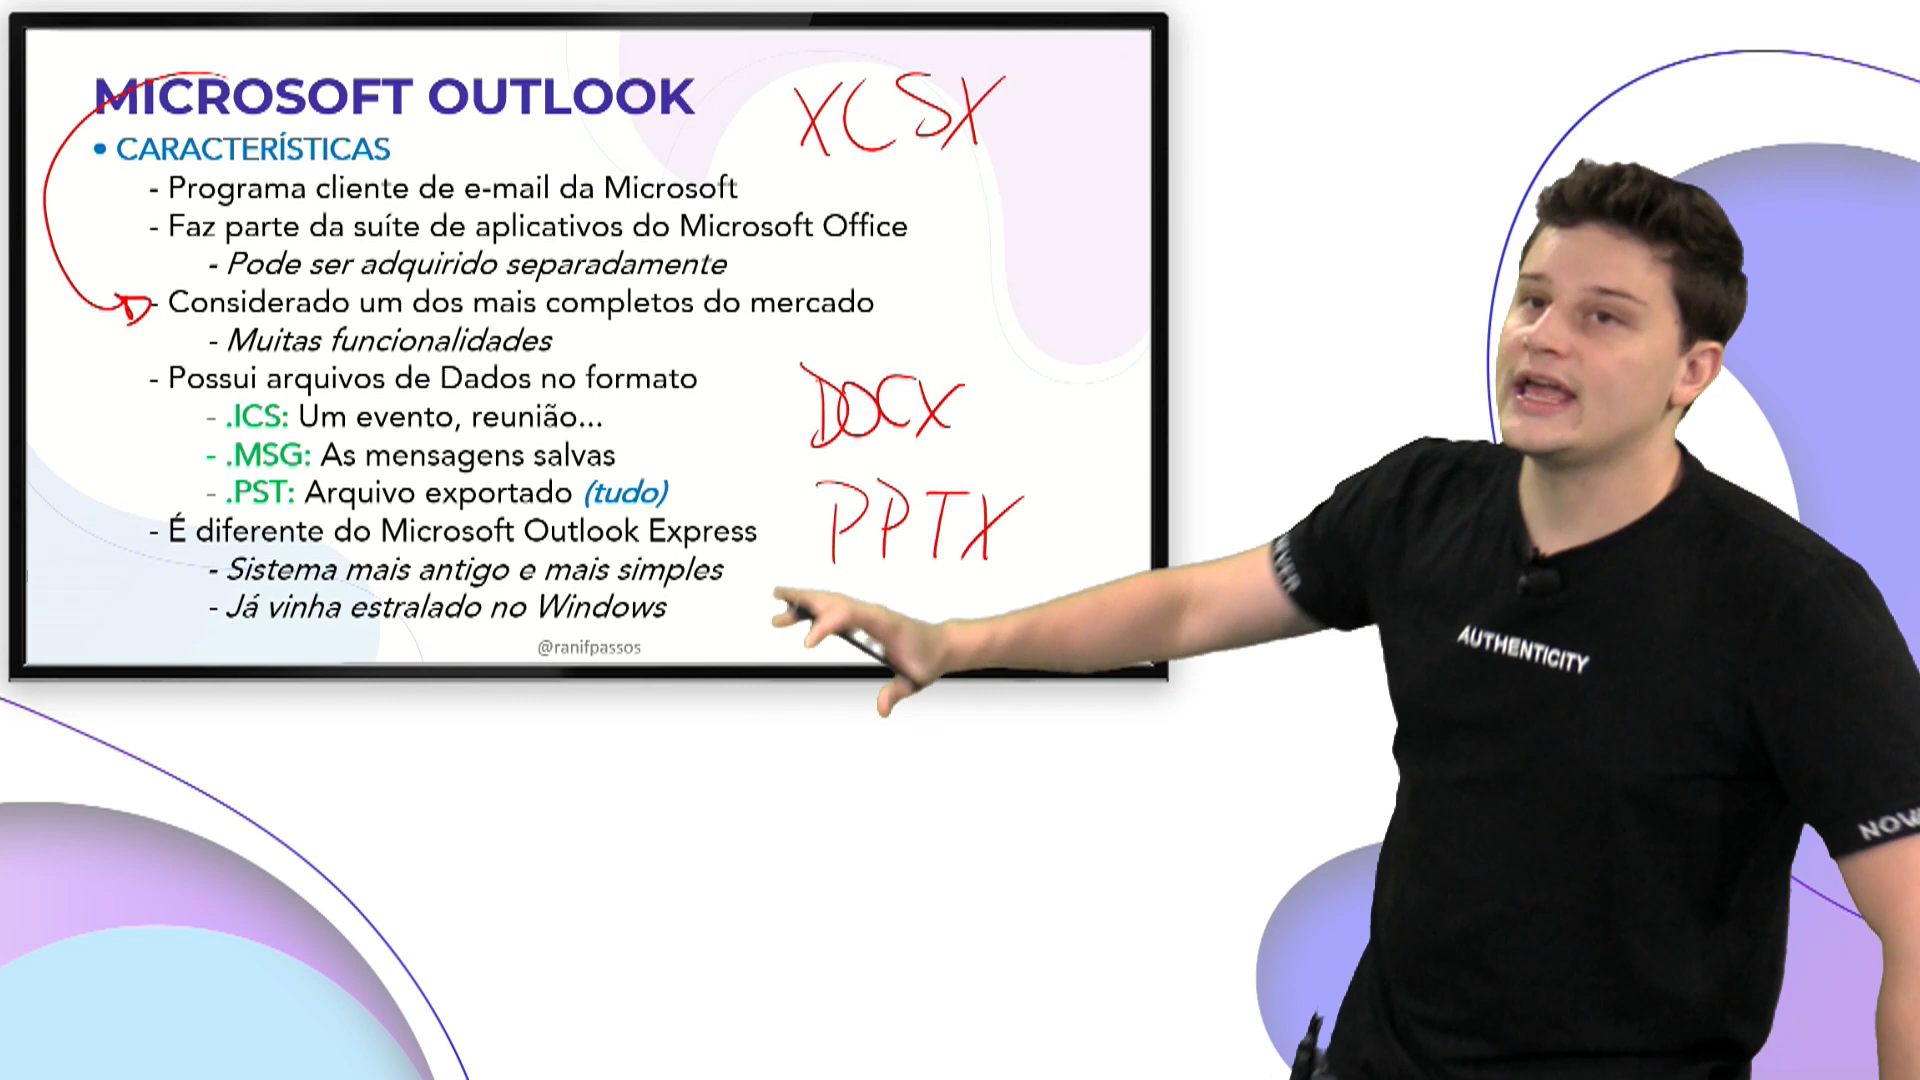 MICROSOFT OUTLOOK
XCSX
• CARACTERÍSTICAS
- Programa cliente de e-mail da Microsoft
- Faz parte da suíte de aplicativos do Microsoft Office
- Pode ser adquirido separadamente
- Considerado um dos mais completos do mercado
- Muitas funcionalidades
- Possui arquivos de Dados no formato
- .ICS: Um evento, reunião...
- .MSG: As mensagens salvas
- .PST: Arquivo exportado (tudo)
DOCX
PPTX
- É diferente do Microsoft Outlook Express
- Sistema mais antigo e mais simples
- Já vinha estralado no Windows
@ranifpassos
AUTHENTICITY